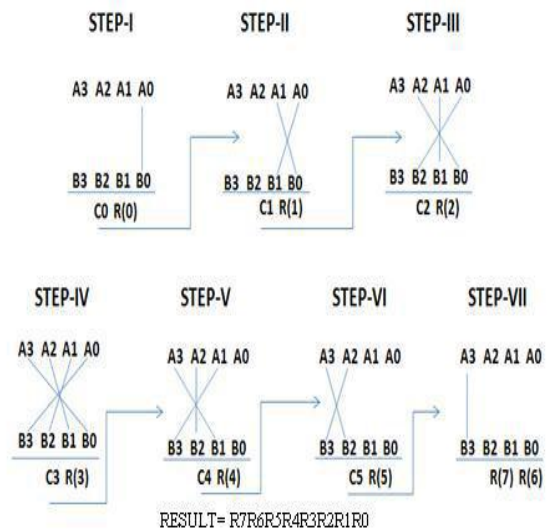 STEP-I STEP-II STEP-III
A3 A2 A1 A0 A3 A2 A1 A0 A3 A2 A1 A0
B3 B2 B1 B0 B3 B2 B1 B0 B3 B2 B1 B0
C0 R(0) C1 R(1) C2 R(2)
STEP-IV STEP-V STEP-VI STEP-VII
A3 A2 A1 A0 A3 A2 A1 A0 A3 A2 A1 A0 A3 A2 A1 A0
B3 B2 B1 B0 B3 B2 B1 B0 B3 B2 B1 B0 B3 B2 B1 B0
C3 R(3) C4 R(4) C5 R(5) R(7) R(6)
RESULT= R7R6R5R4R3R2R1R0